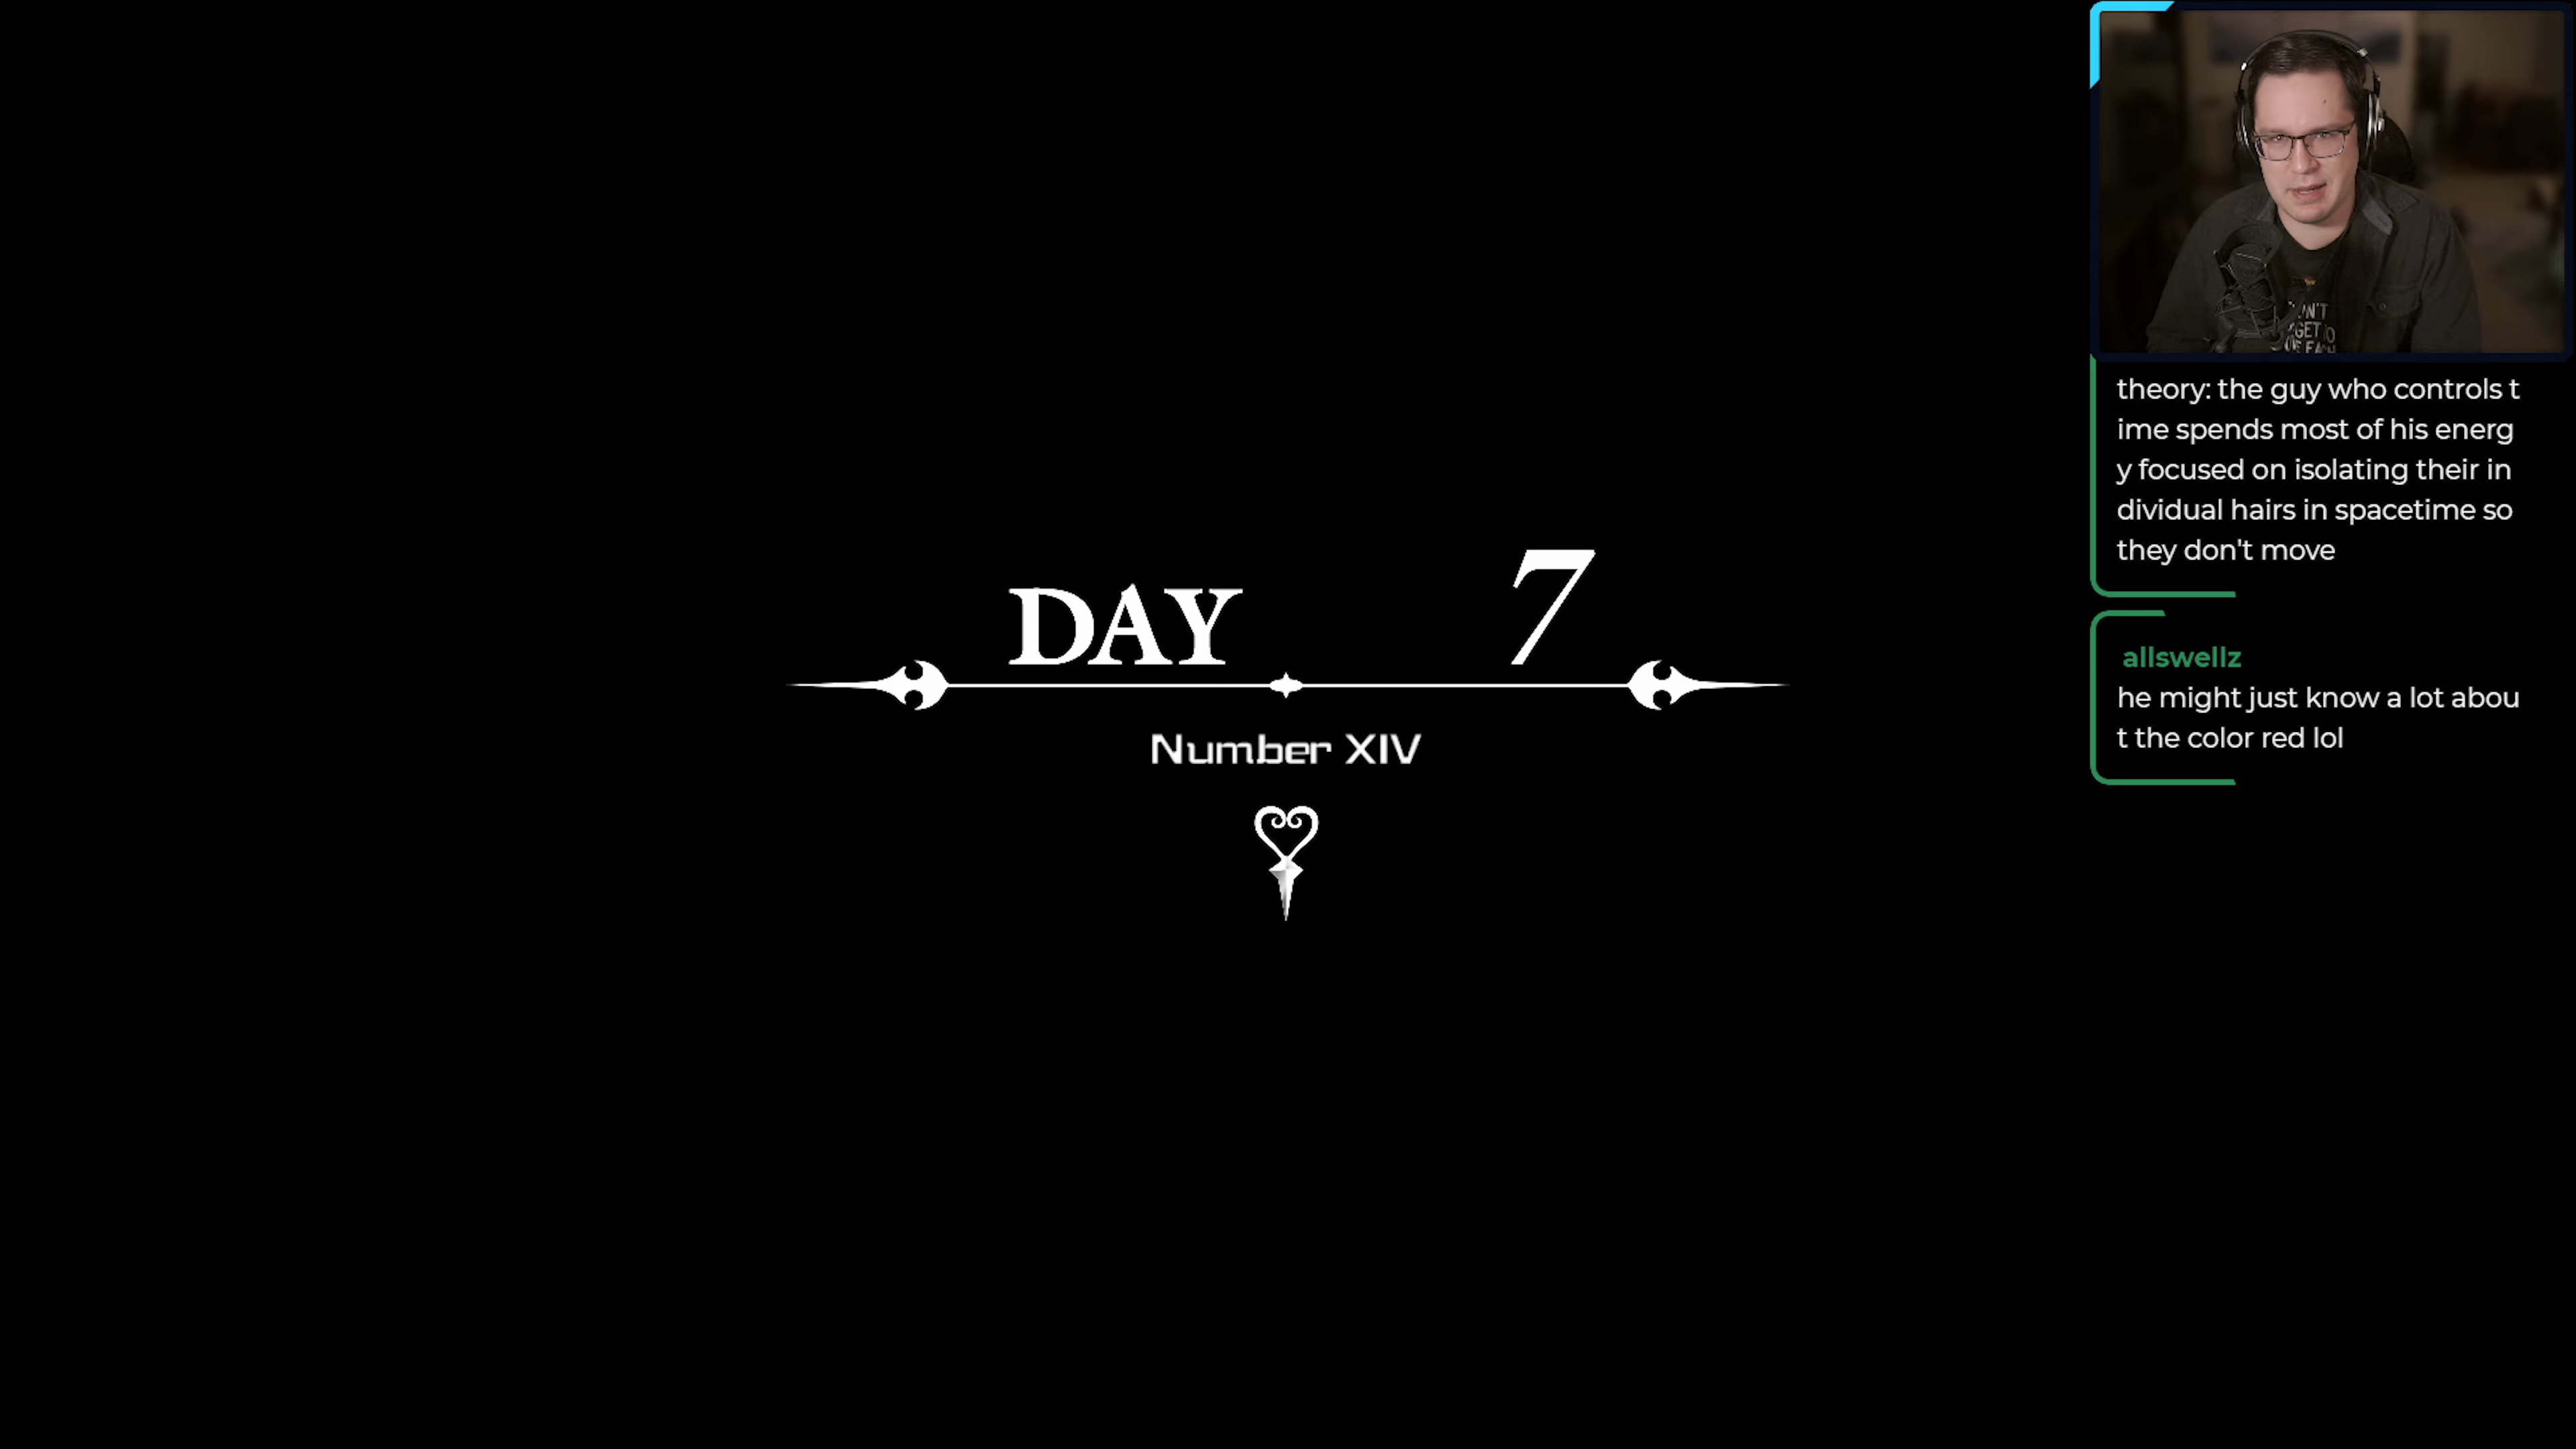 DAY 7
Number XIV
theory: the guy who controls t
ime spends most of his energ
y focused on isolating their in
dividual hairs in spacetime so
they don't move
allswellz
he might just know a lot abou
t the color red lol